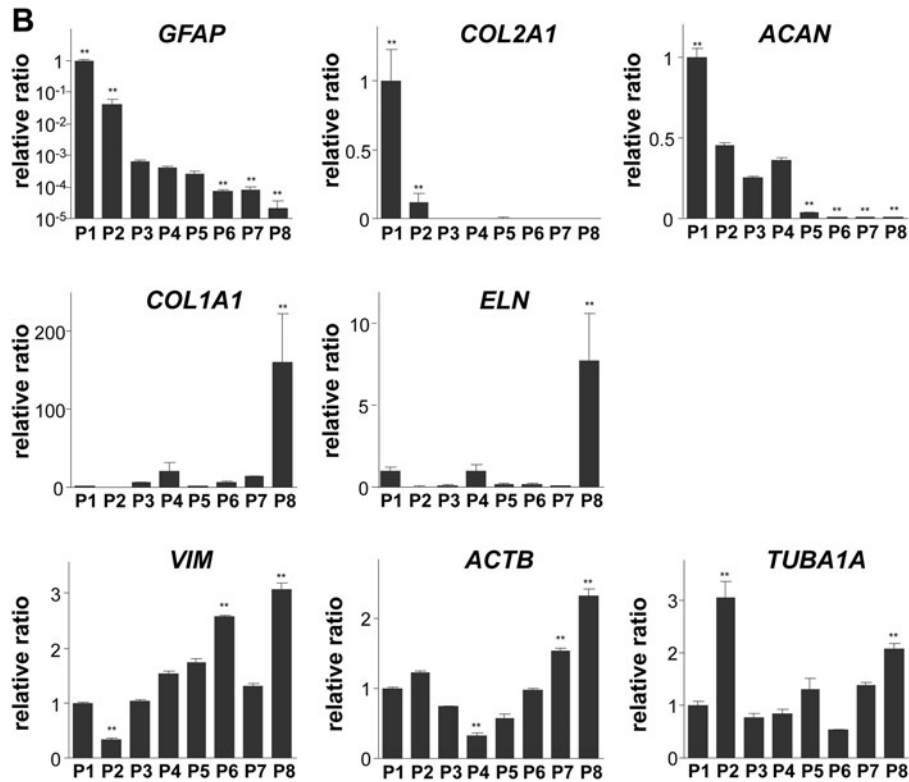 B
GFAP
relative ratio
1
10-1
10-2
10-3
10-4
10-5
** ** ** ** **
P1 P2 P3 P4 P5 P6 P7 P8
COL2A1
relative ratio
1
0.5
0
** **
P1 P2 P3 P4 P5 P6 P7 P8
ACAN
relative ratio
1
0.5
0
** ** ** ** **
P1 P2 P3 P4 P5 P6 P7 P8
COL1A1
relative ratio
200
100
0
**
P1 P2 P3 P4 P5 P6 P7 P8
ELN
relative ratio
10
5
0
**
P1 P2 P3 P4 P5 P6 P7 P8
VIM
relative ratio
3
2
1
0
** ** **
P1 P2 P3 P4 P5 P6 P7 P8
ACTB
relative ratio
2
1
0
** ** **
P1 P2 P3 P4 P5 P6 P7 P8
TUBA1A
relative ratio
3
2
1
0
** **
P1 P2 P3 P4 P5 P6 P7 P8